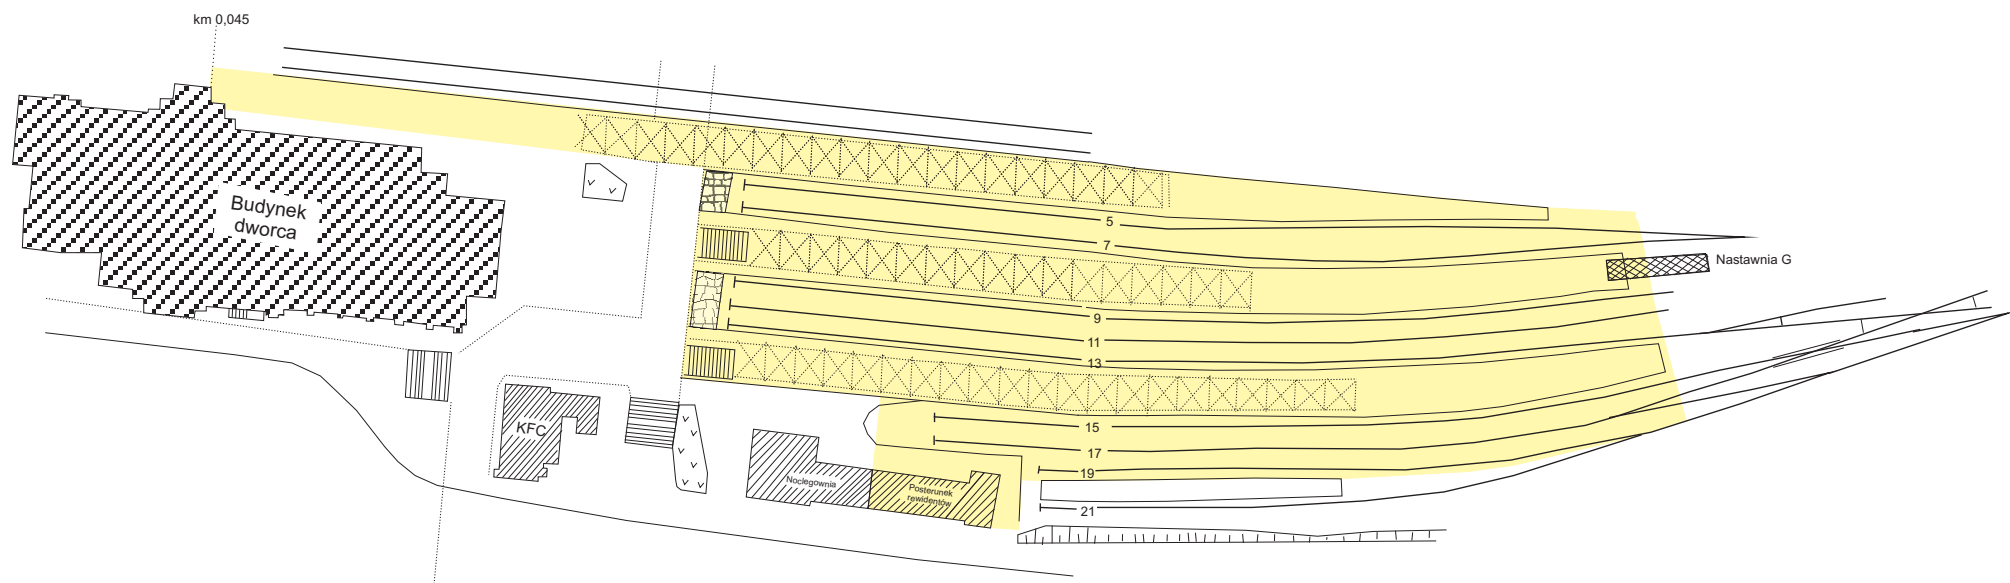 km 0,045
Budynek
dworca
5
7
Nastawnia G
9
11
13
15
KFC
17
19
Noclegownia
Posterunek
rewidentów
21